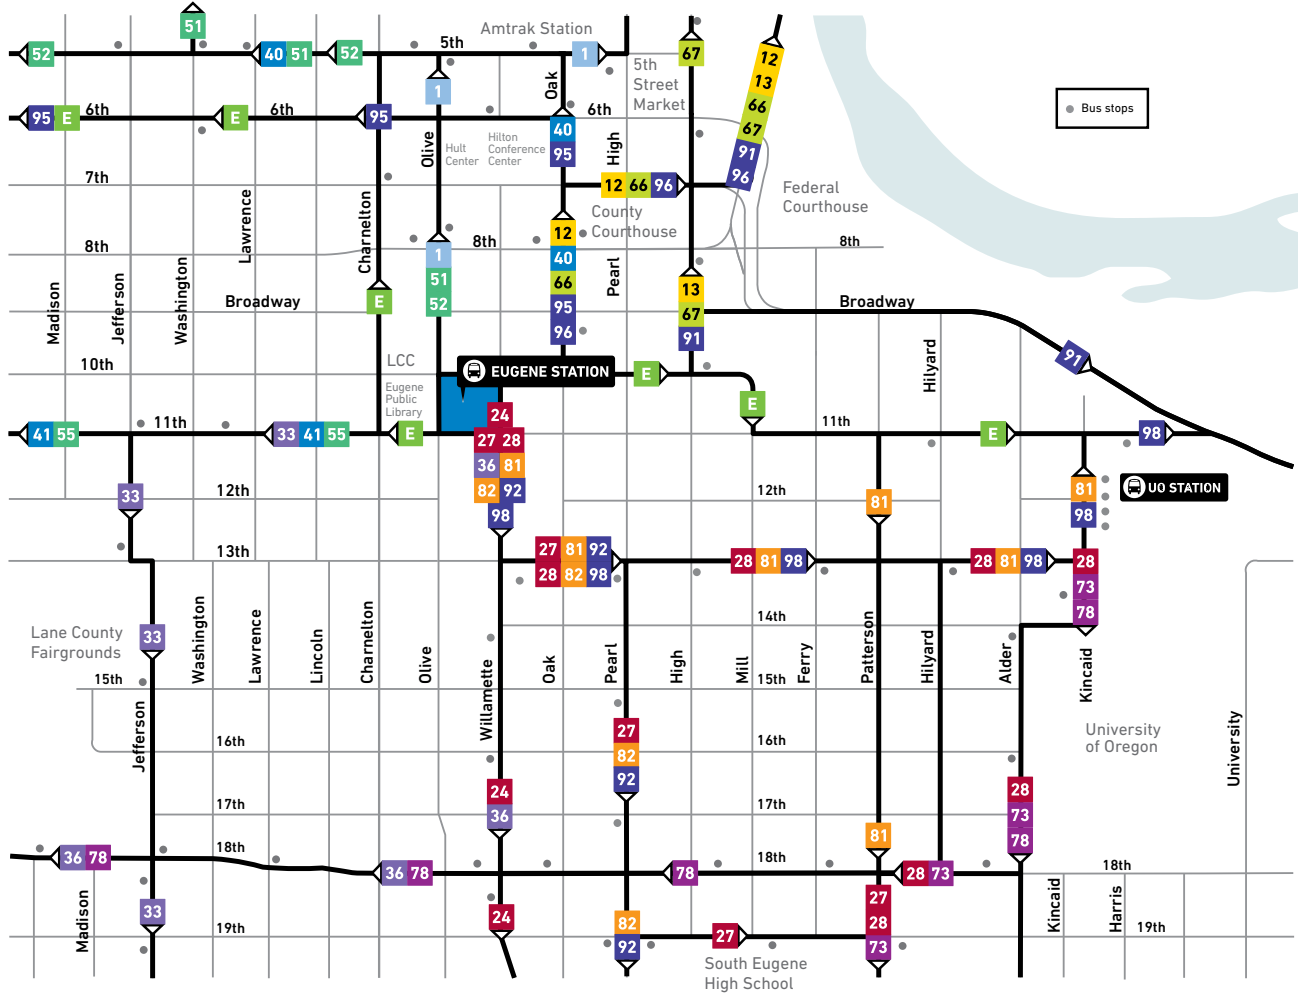 51
Amtrak Station
52
40 51
52
5th
1
67
12
13
66
67
91
96
5th
Street
Market
Bus stops
1
Oak
95 E
6th
E
6th
95
6th
40
95
Olive
Hult
Center
Hilton
Conference
Center
High
7th
12 66 96
Federal
Courthouse
Lawrence
Charnelton
County
Courthouse
12
40
66
95
96
8th
8th
1
51
52
Pearl
Madison
Jefferson
Washington
Broadway
E
13
67
91
Broadway
91
10th
LCC
Eugene
Public
Library
EUGENE STATION
E
Hilyard
E
24
27 28
36 81
82 92
98
41 55
11th
33 41 55
E
11th
E
98
33
12th
12th
81
81
98
UO STATION
13th
27 81 92
28 82 98
28 81 98
28 81 98
28
73
78
14th
33
Lane County
Fairgrounds
Washington
Lawrence
Lincoln
Charnelton
Olive
Willamette
Oak
Pearl
High
Mill
Ferry
Patterson
Hilyard
Alder
Kincaid
15th
15th
Jefferson
16th
27
82
92
16th
University
of Oregon
University
24
36
28
73
78
17th
17th
81
36 78
18th
36 78
78
18th
28 73
18th
27
28
73
33
Madison
19th
24
82
92
27
Kincaid
Harris
19th
South Eugene
High School